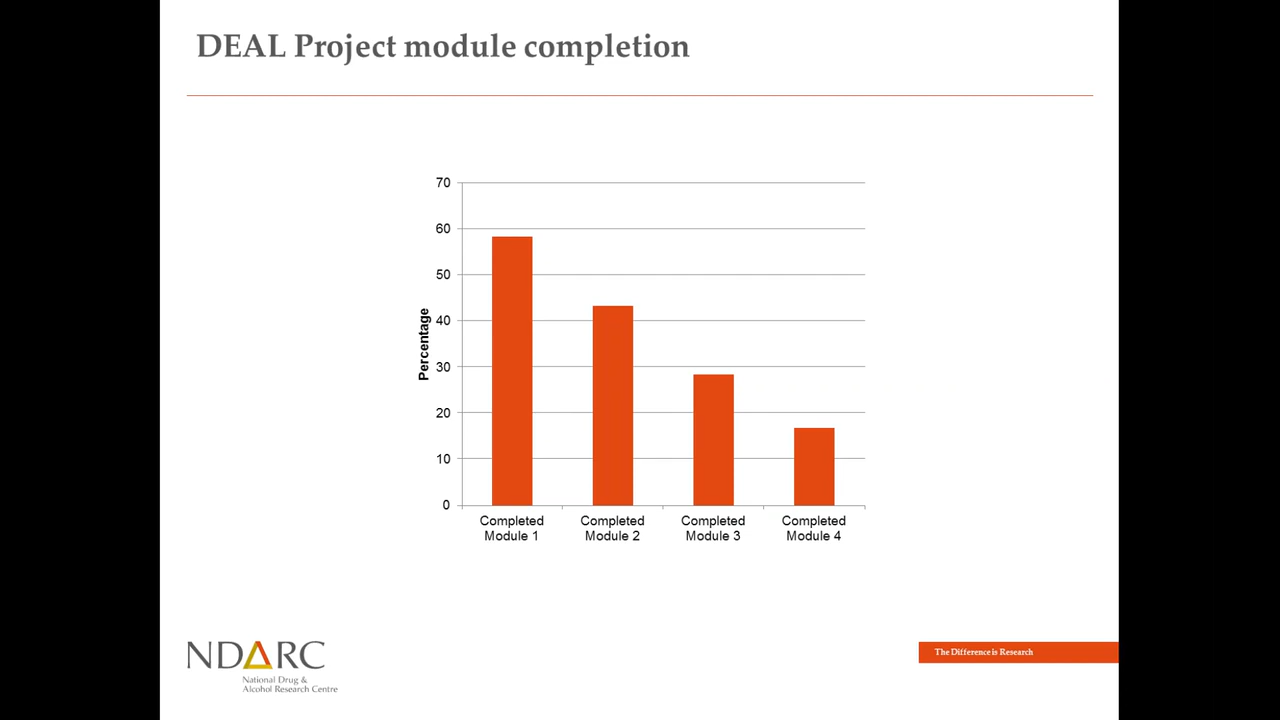 DEAL Project module completion
70
60
50
40
30
20
10
0
Percentage
Completed Module 1
Completed Module 2
Completed Module 3
Completed Module 4
NDARC
National Drug &
Alcohol Research Centre
The Difference is Research